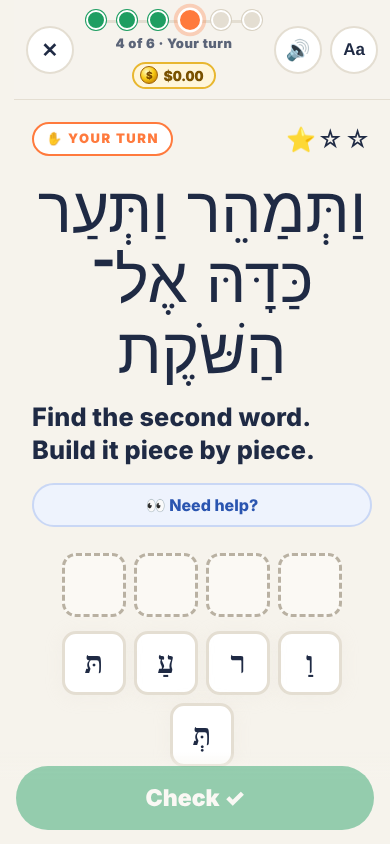 ✕
4 of 6 · Your turn
$ $0.00
🔊
Aa
✋ YOUR TURN
⭐☆☆
וַתְּמַהֵר וַתְּעַר
כַּדָּהּ אֶל־
הַשֹּׁקֶת
Find the second word.
Build it piece by piece.
👀 Need help?
תּ עַ ר וַ
תְּ
Check ✓